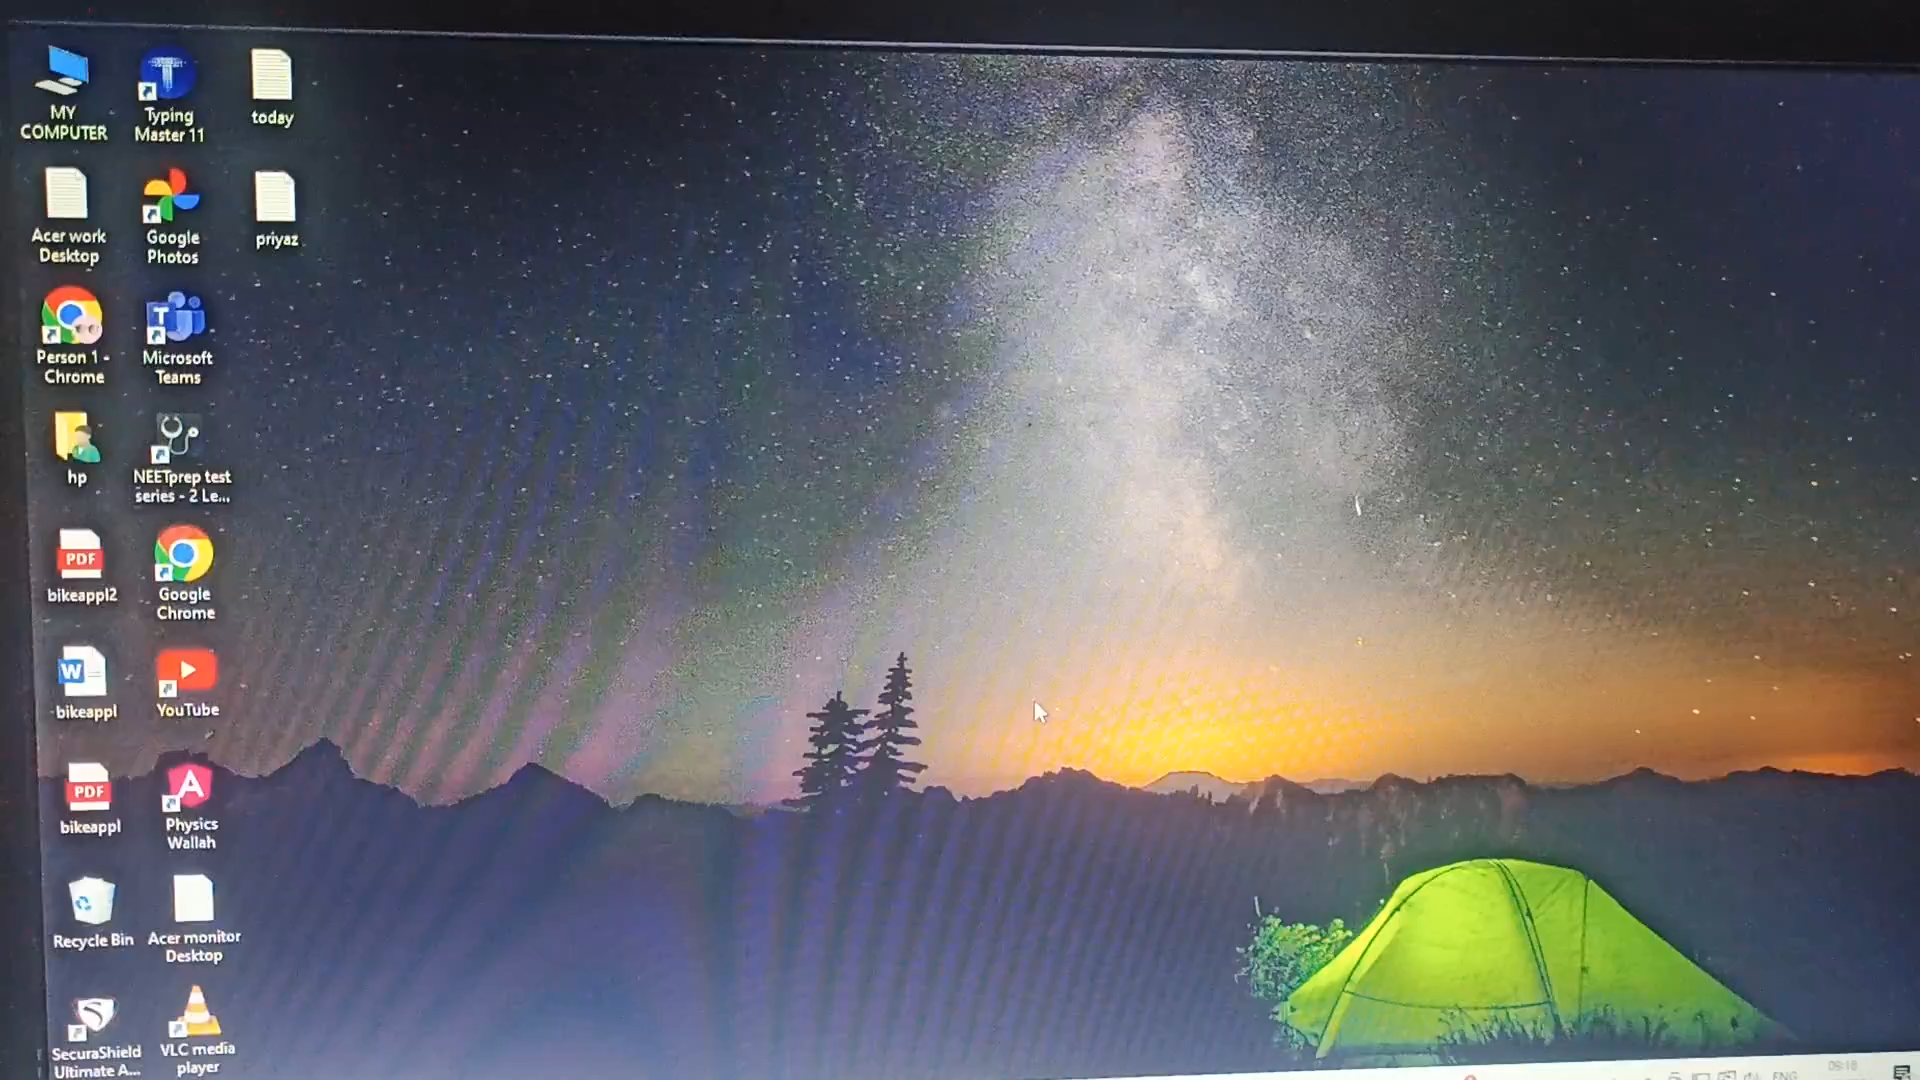 MY
COMPUTER
Typing
Master 11
today
Acer work
Desktop
Google
Photos
priyaz
Person 1 -
Chrome
T
Microsoft
Teams
hp
NEETprep test
series - 2 Le...
PDF
bikeappl2
Google
Chrome
W
bikeappl
YouTube
PDF
bikeappl
A
Physics
Wallah
Recycle Bin
Acer monitor
Desktop
SecuraShield
Ultimate A...
VLC media
player
ENG